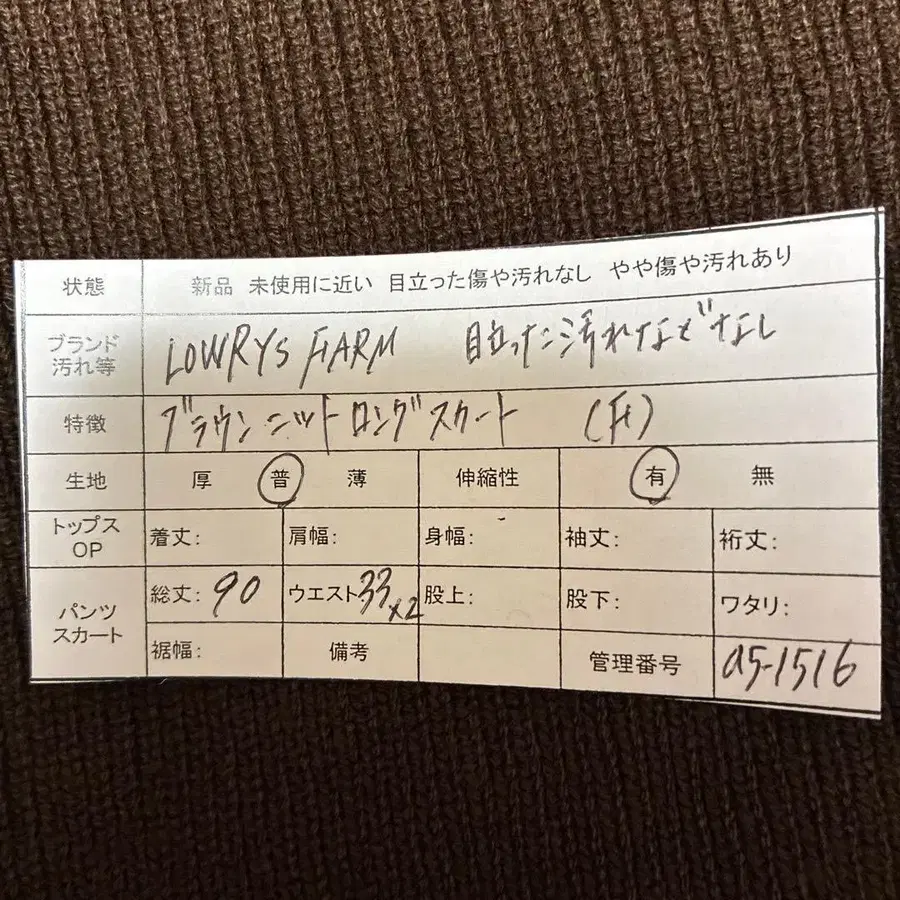 状態 新品 未使用に近い 目立った傷や汚れなし やや傷や汚れあり
ブランド
汚れ等
LOWRYS FARM 目立った汚れなどなし
特徴 ブラウンニットロングスカート (F)
生地 厚 普 薄 伸縮性 有 無
トップス
OP
着丈: 肩幅: 身幅: 袖丈: 裄丈:
パンツ
スカート
総丈: 90 ウエスト 33×2 股上: 股下: ワタリ:
裾幅: 備考 管理番号 a5-1516